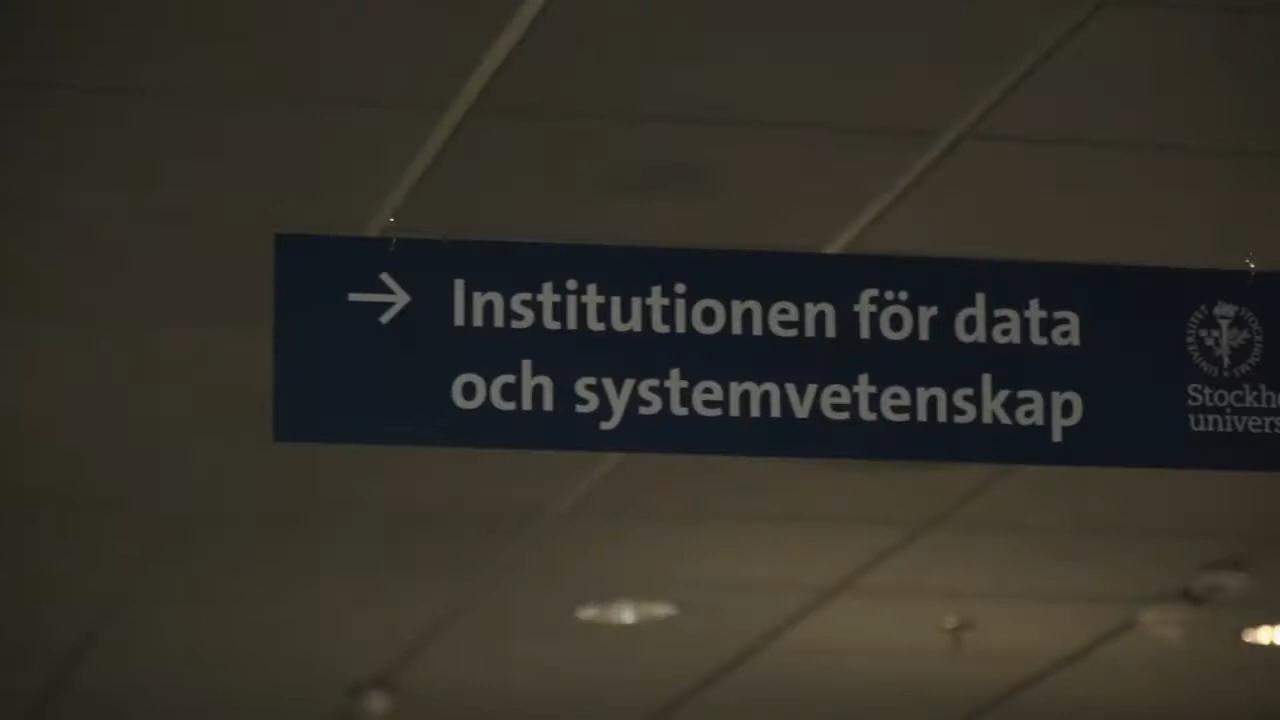 → Institutionen för data
och systemvetenskap